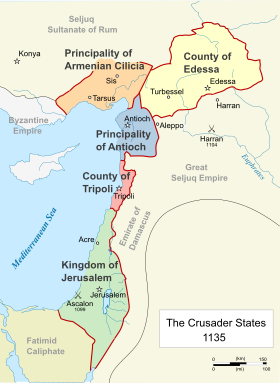 Seljuq
Sultanate of Rum
Konya
Principality of
Armenian Cilicia
Sis
Tarsus
County of
Edessa
Edessa
Turbessel
Harran
Byzantine
Empire
Antioch
Aleppo
Harran
1104
Principality
of Antioch
Euphrates
Great
Seljuq Empire
County of
Tripoli
Tripoli
Mediterranean Sea
Emirate of
Damascus
Acre
Kingdom of
Jerusalem
Ascalon
1099
Jerusalem
Fatimid
Caliphate
The Crusader States
1135
0 (km) 150
0 (mi) 100